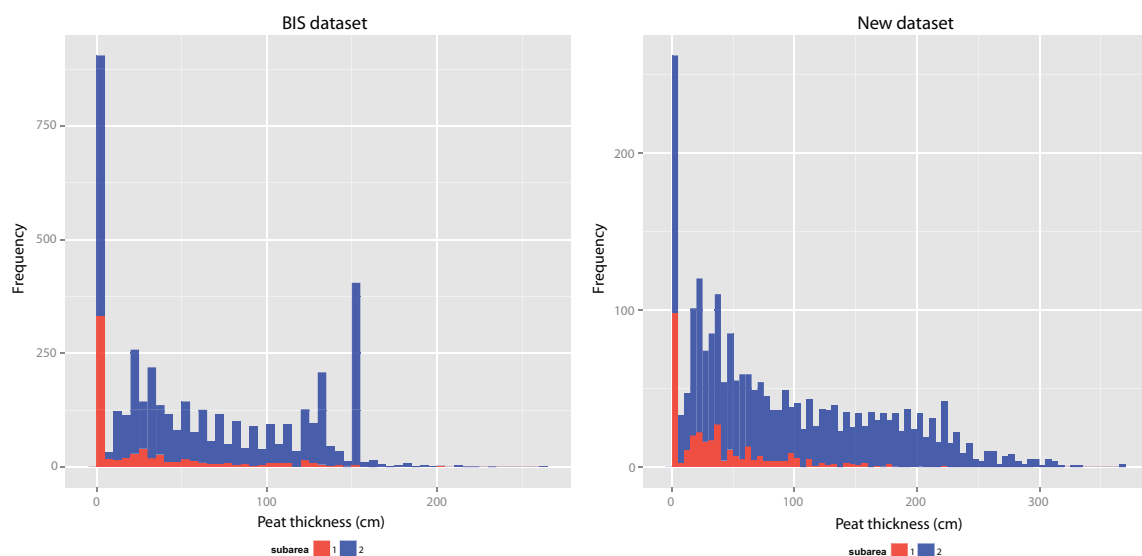 BIS dataset
750
500
250
0
Frequency
0
100
200
Peat thickness (cm)
subarea 1 2
New dataset
200
100
0
Frequency
0
100
200
300
Peat thickness (cm)
subarea 1 2